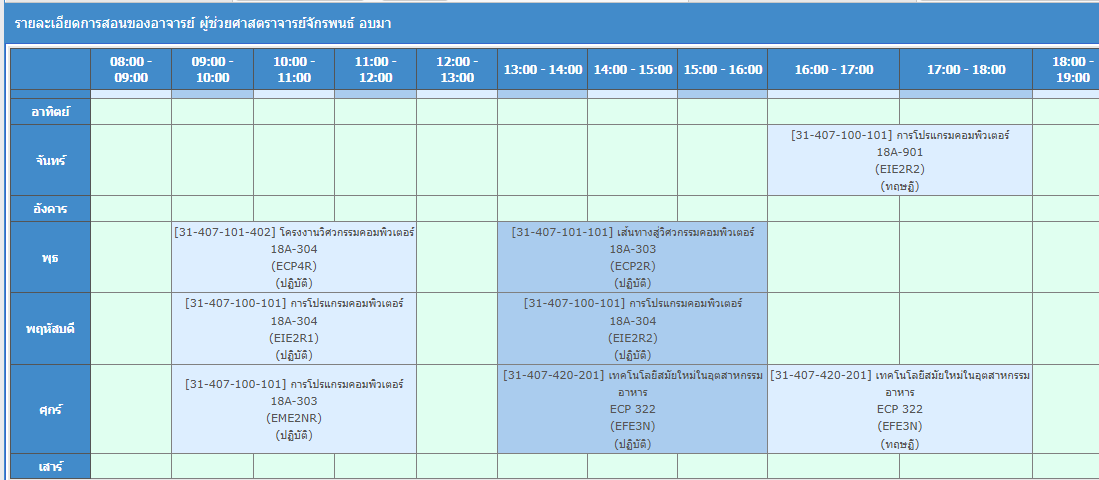 รายละเอียดการสอนของอาจารย์ ผู้ช่วยศาสตราจารย์จักรพนธ์ อบมา
08:00 - 09:00 09:00 - 10:00 10:00 - 11:00 11:00 - 12:00 12:00 - 13:00 13:00 - 14:00 14:00 - 15:00 15:00 - 16:00 16:00 - 17:00 17:00 - 18:00 18:00 - 19:00
อาทิตย์
จันทร์
[31-407-100-101] การโปรแกรมคอมพิวเตอร์
18A-901
(EIE2R2)
(ทฤษฏี)
อังคาร
พุธ
[31-407-101-402] โครงงานวิศวกรรมคอมพิวเตอร์
18A-304
(ECP4R)
(ปฏิบัติ)
[31-407-101-101] เส้นทางสู่วิศวกรรมคอมพิวเตอร์
18A-303
(ECP2R)
(ปฏิบัติ)
พฤหัสบดี
[31-407-100-101] การโปรแกรมคอมพิวเตอร์
18A-304
(EIE2R1)
(ปฏิบัติ)
[31-407-100-101] การโปรแกรมคอมพิวเตอร์
18A-304
(EIE2R2)
(ปฏิบัติ)
ศุกร์
[31-407-100-101] การโปรแกรมคอมพิวเตอร์
18A-303
(EME2NR)
(ปฏิบัติ)
[31-407-420-201] เทคโนโลยีสมัยใหม่ในอุตสาหกรรม
อาหาร
ECP 322
(EFE3N)
(ปฏิบัติ)
[31-407-420-201] เทคโนโลยีสมัยใหม่ในอุตสาหกรรม
อาหาร
ECP 322
(EFE3N)
(ทฤษฏี)
เสาร์